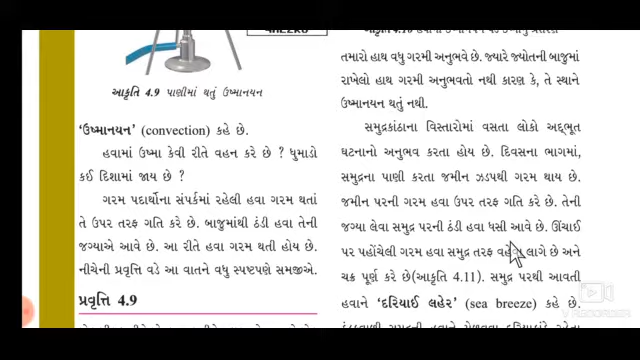 આકૃતિ 4.9 પાણીમાં થતું ઉષ્માનયન
‘ઉષ્માનયન’ (convection) કહે છે.
હવામાં ઉષ્મા કેવી રીતે વહન કરે છે ? ધુમાડો
કઈ દિશામાં જાય છે ?
ગરમ પદાર્થોના સંપર્કમાં રહેલી હવા ગરમ થતાં
તે ઉપર તરફ ગતિ કરે છે. બાજુમાંથી ઠંડી હવા તેની
જગ્યાએ આવે છે. આ રીતે હવા ગરમ થતી હોય છે.
નીચેની પ્રવૃત્તિ વડે આ વાતને વધુ સ્પષ્ટપણે સમજીએ.
પ્રવૃત્તિ 4.9
તમારો હાથ વધુ ગરમી અનુભવે છે. જ્યારે જ્યોતની બાજુમાં
રાખેલો હાથ ગરમી અનુભવતો નથી કારણ કે, તે સ્થાને
ઉષ્માનયન થતું નથી.
સમુદ્રકાંઠાના વિસ્તારોમાં વસતા લોકો અદ્ભૂત
ઘટનાનો અનુભવ કરતા હોય છે. દિવસના ભાગમાં,
સમુદ્રના પાણી કરતા જમીન ઝડપથી ગરમ થાય છે.
જમીન પરની ગરમ હવા ઉપર તરફ ગતિ કરે છે. તેની
જગ્યા લેવા સમુદ્ર પરની ઠંડી હવા ધસી આવે છે. ઊંચાઈ
પર પહોંચેલી ગરમ હવા સમુદ્ર તરફ વહેવા લાગે છે અને
ચક્ર પૂર્ણ કરે છે(આકૃતિ 4.11). સમુદ્ર પરથી આવતી
હવાને ‘દરિયાઈ લહેર’ (sea breeze) કહે છે.
V RECORDER